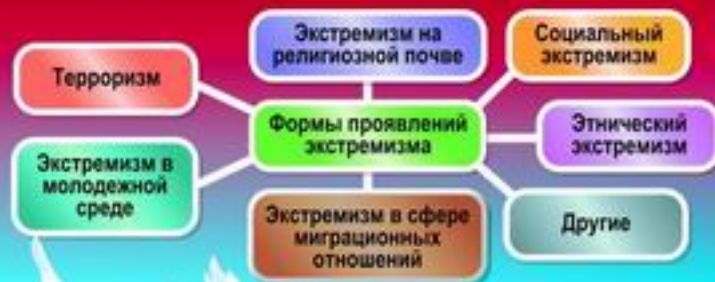 Экстремизм на
религиозной почве
Социальный
экстремизм
Терроризм
Формы проявлений
экстремизма
Этнический
экстремизм
Экстремизм в
молодежной
среде
Экстремизм в сфере
миграционных
отношений
Другие